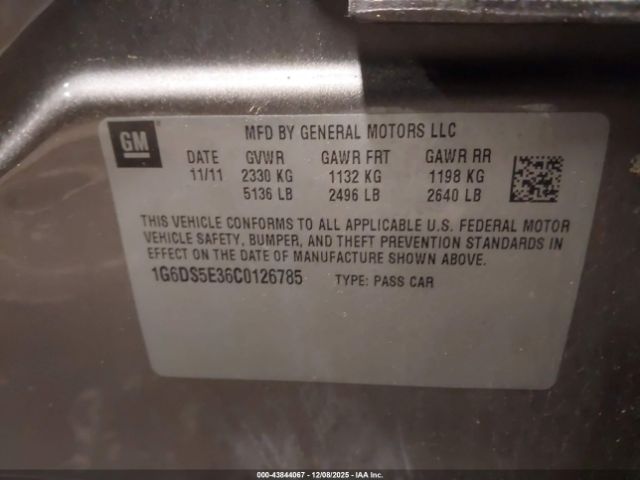 GM
MFD BY GENERAL MOTORS LLC
DATE GVWR GAWR FRT GAWR RR
11/11 2330 KG 1132 KG 1198 KG
5136 LB 2496 LB 2640 LB
THIS VEHICLE CONFORMS TO ALL APPLICABLE U.S. FEDERAL MOTOR
VEHICLE SAFETY, BUMPER, AND THEFT PREVENTION STANDARDS IN
EFFECT ON THE DATE OF MANUFACTURE SHOWN ABOVE.
1G6DS5E36C0126785 TYPE: PASS CAR
000-43844067 - 12/08/2025 - IAA Inc.